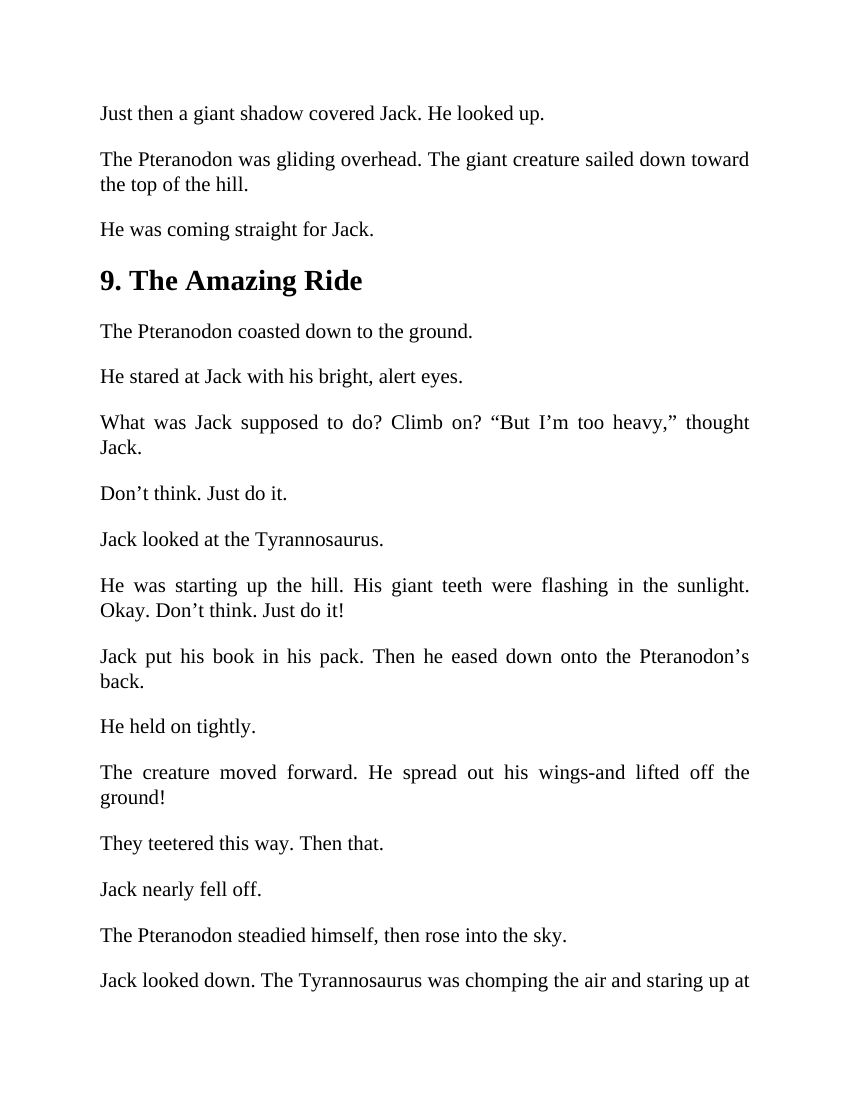 Just then a giant shadow covered Jack. He looked up.
The Pteranodon was gliding overhead. The giant creature sailed down toward
the top of the hill.
He was coming straight for Jack.
9. The Amazing Ride
The Pteranodon coasted down to the ground.
He stared at Jack with his bright, alert eyes.
What was Jack supposed to do? Climb on? “But I’m too heavy,” thought
Jack.
Don’t think. Just do it.
Jack looked at the Tyrannosaurus.
He was starting up the hill. His giant teeth were flashing in the sunlight.
Okay. Don’t think. Just do it!
Jack put his book in his pack. Then he eased down onto the Pteranodon’s
back.
He held on tightly.
The creature moved forward. He spread out his wings-and lifted off the
ground!
They teetered this way. Then that.
Jack nearly fell off.
The Pteranodon steadied himself, then rose into the sky.
Jack looked down. The Tyrannosaurus was chomping the air and staring up at